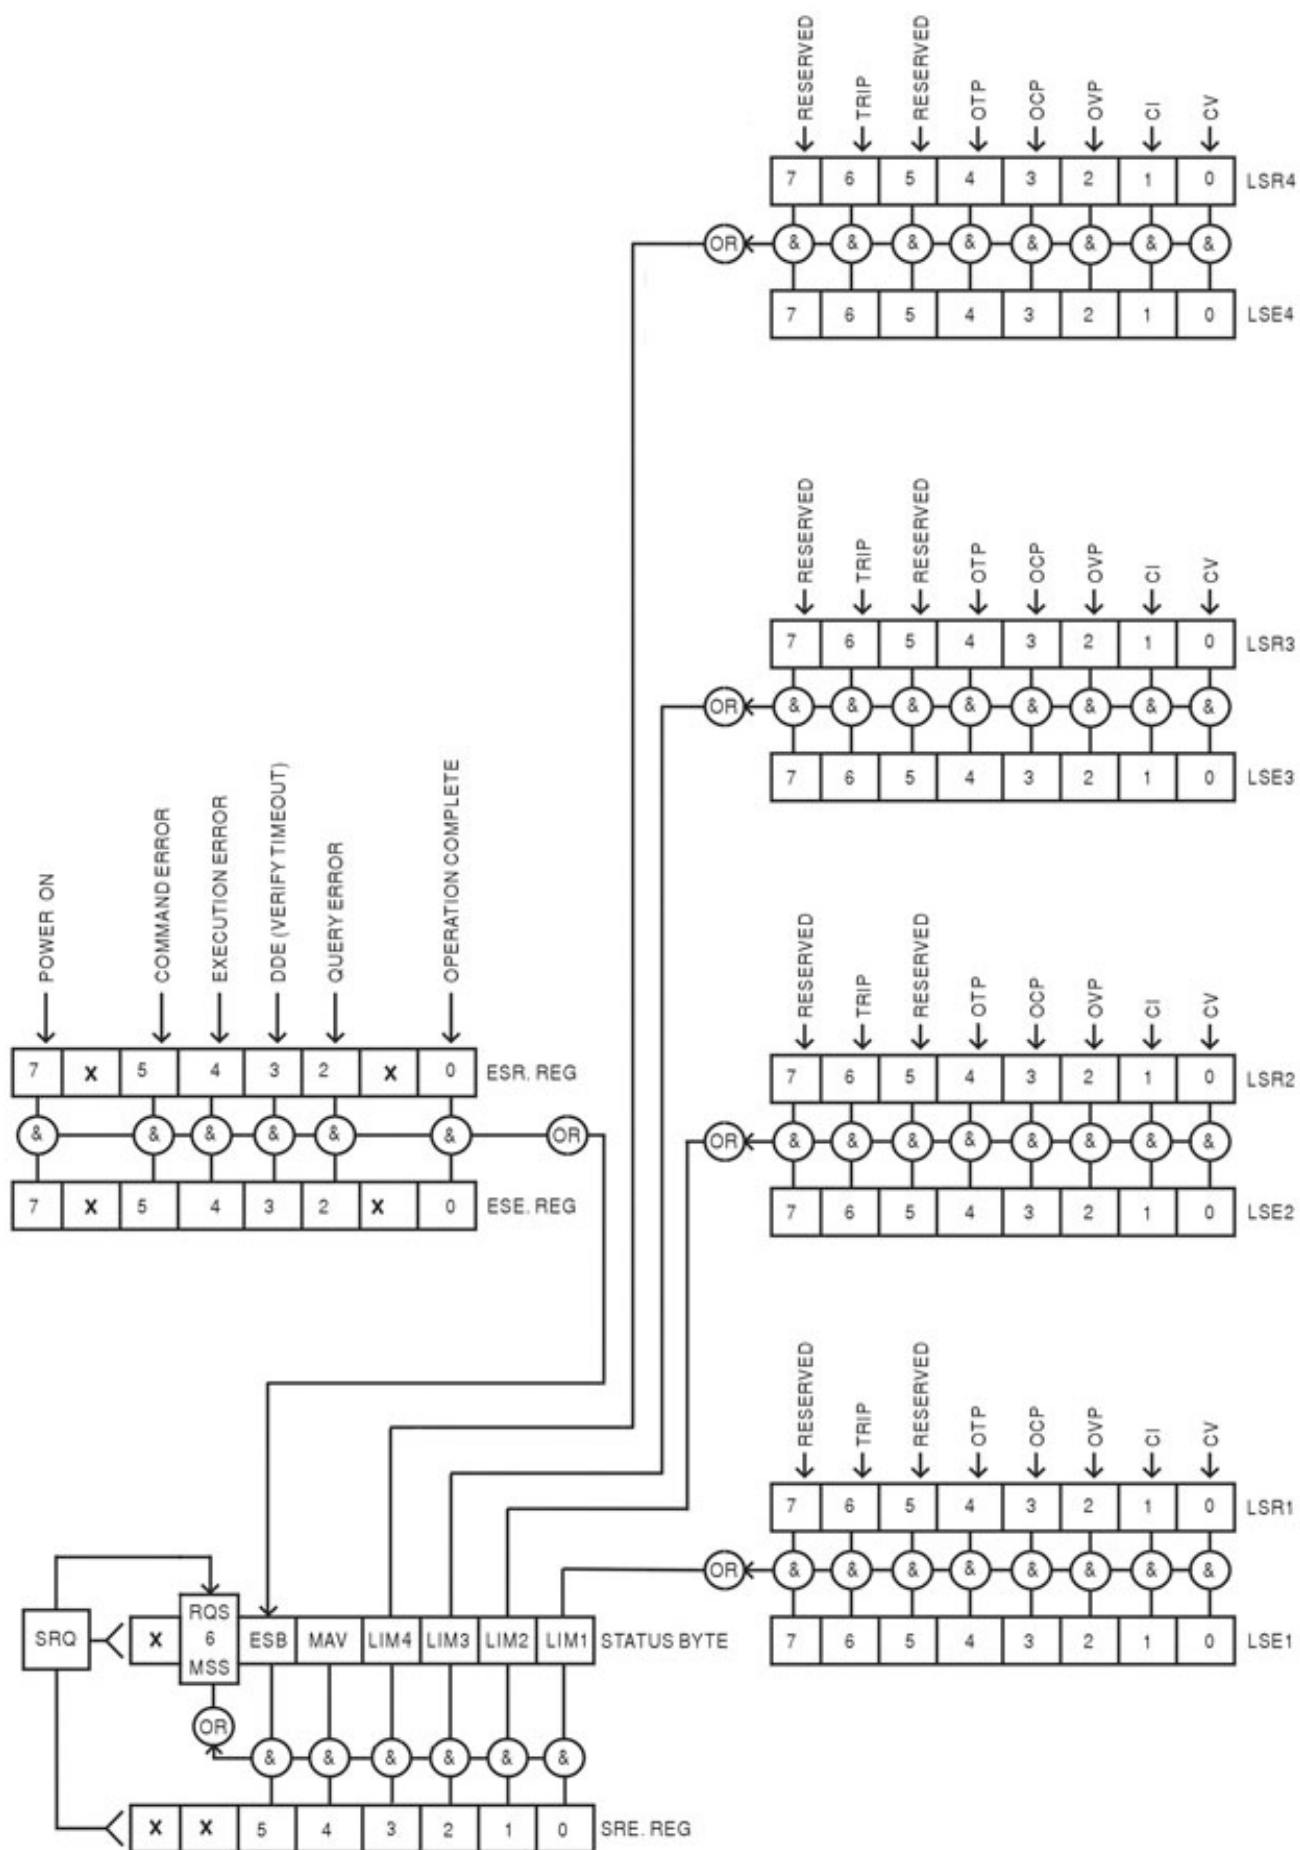 RESERVED TRIP RESERVED OTP OCP OVP CI CV
7 6 5 4 3 2 1 0 LSR4
OR & & & & & & & &
7 6 5 4 3 2 1 0 LSE4
RESERVED TRIP RESERVED OTP OCP OVP CI CV
7 6 5 4 3 2 1 0 LSR3
OR & & & & & & & &
7 6 5 4 3 2 1 0 LSE3
POWER ON COMMAND ERROR EXECUTION ERROR DDE (VERIFY TIMEOUT) QUERY ERROR OPERATION COMPLETE
7 X 5 4 3 2 X 0 ESR. REG
& & & & & & OR
7 X 5 4 3 2 X 0 ESE. REG
RESERVED TRIP RESERVED OTP OCP OVP CI CV
7 6 5 4 3 2 1 0 LSR2
OR & & & & & & & &
7 6 5 4 3 2 1 0 LSE2
RESERVED TRIP RESERVED OTP OCP OVP CI CV
7 6 5 4 3 2 1 0 LSR1
OR & & & & & & & &
7 6 5 4 3 2 1 0 LSE1
RQS
SRQ X 6 ESB MAV LIM4 LIM3 LIM2 LIM1 STATUS BYTE
MSS
OR
& & & & & &
X X 5 4 3 2 1 0 SRE. REG